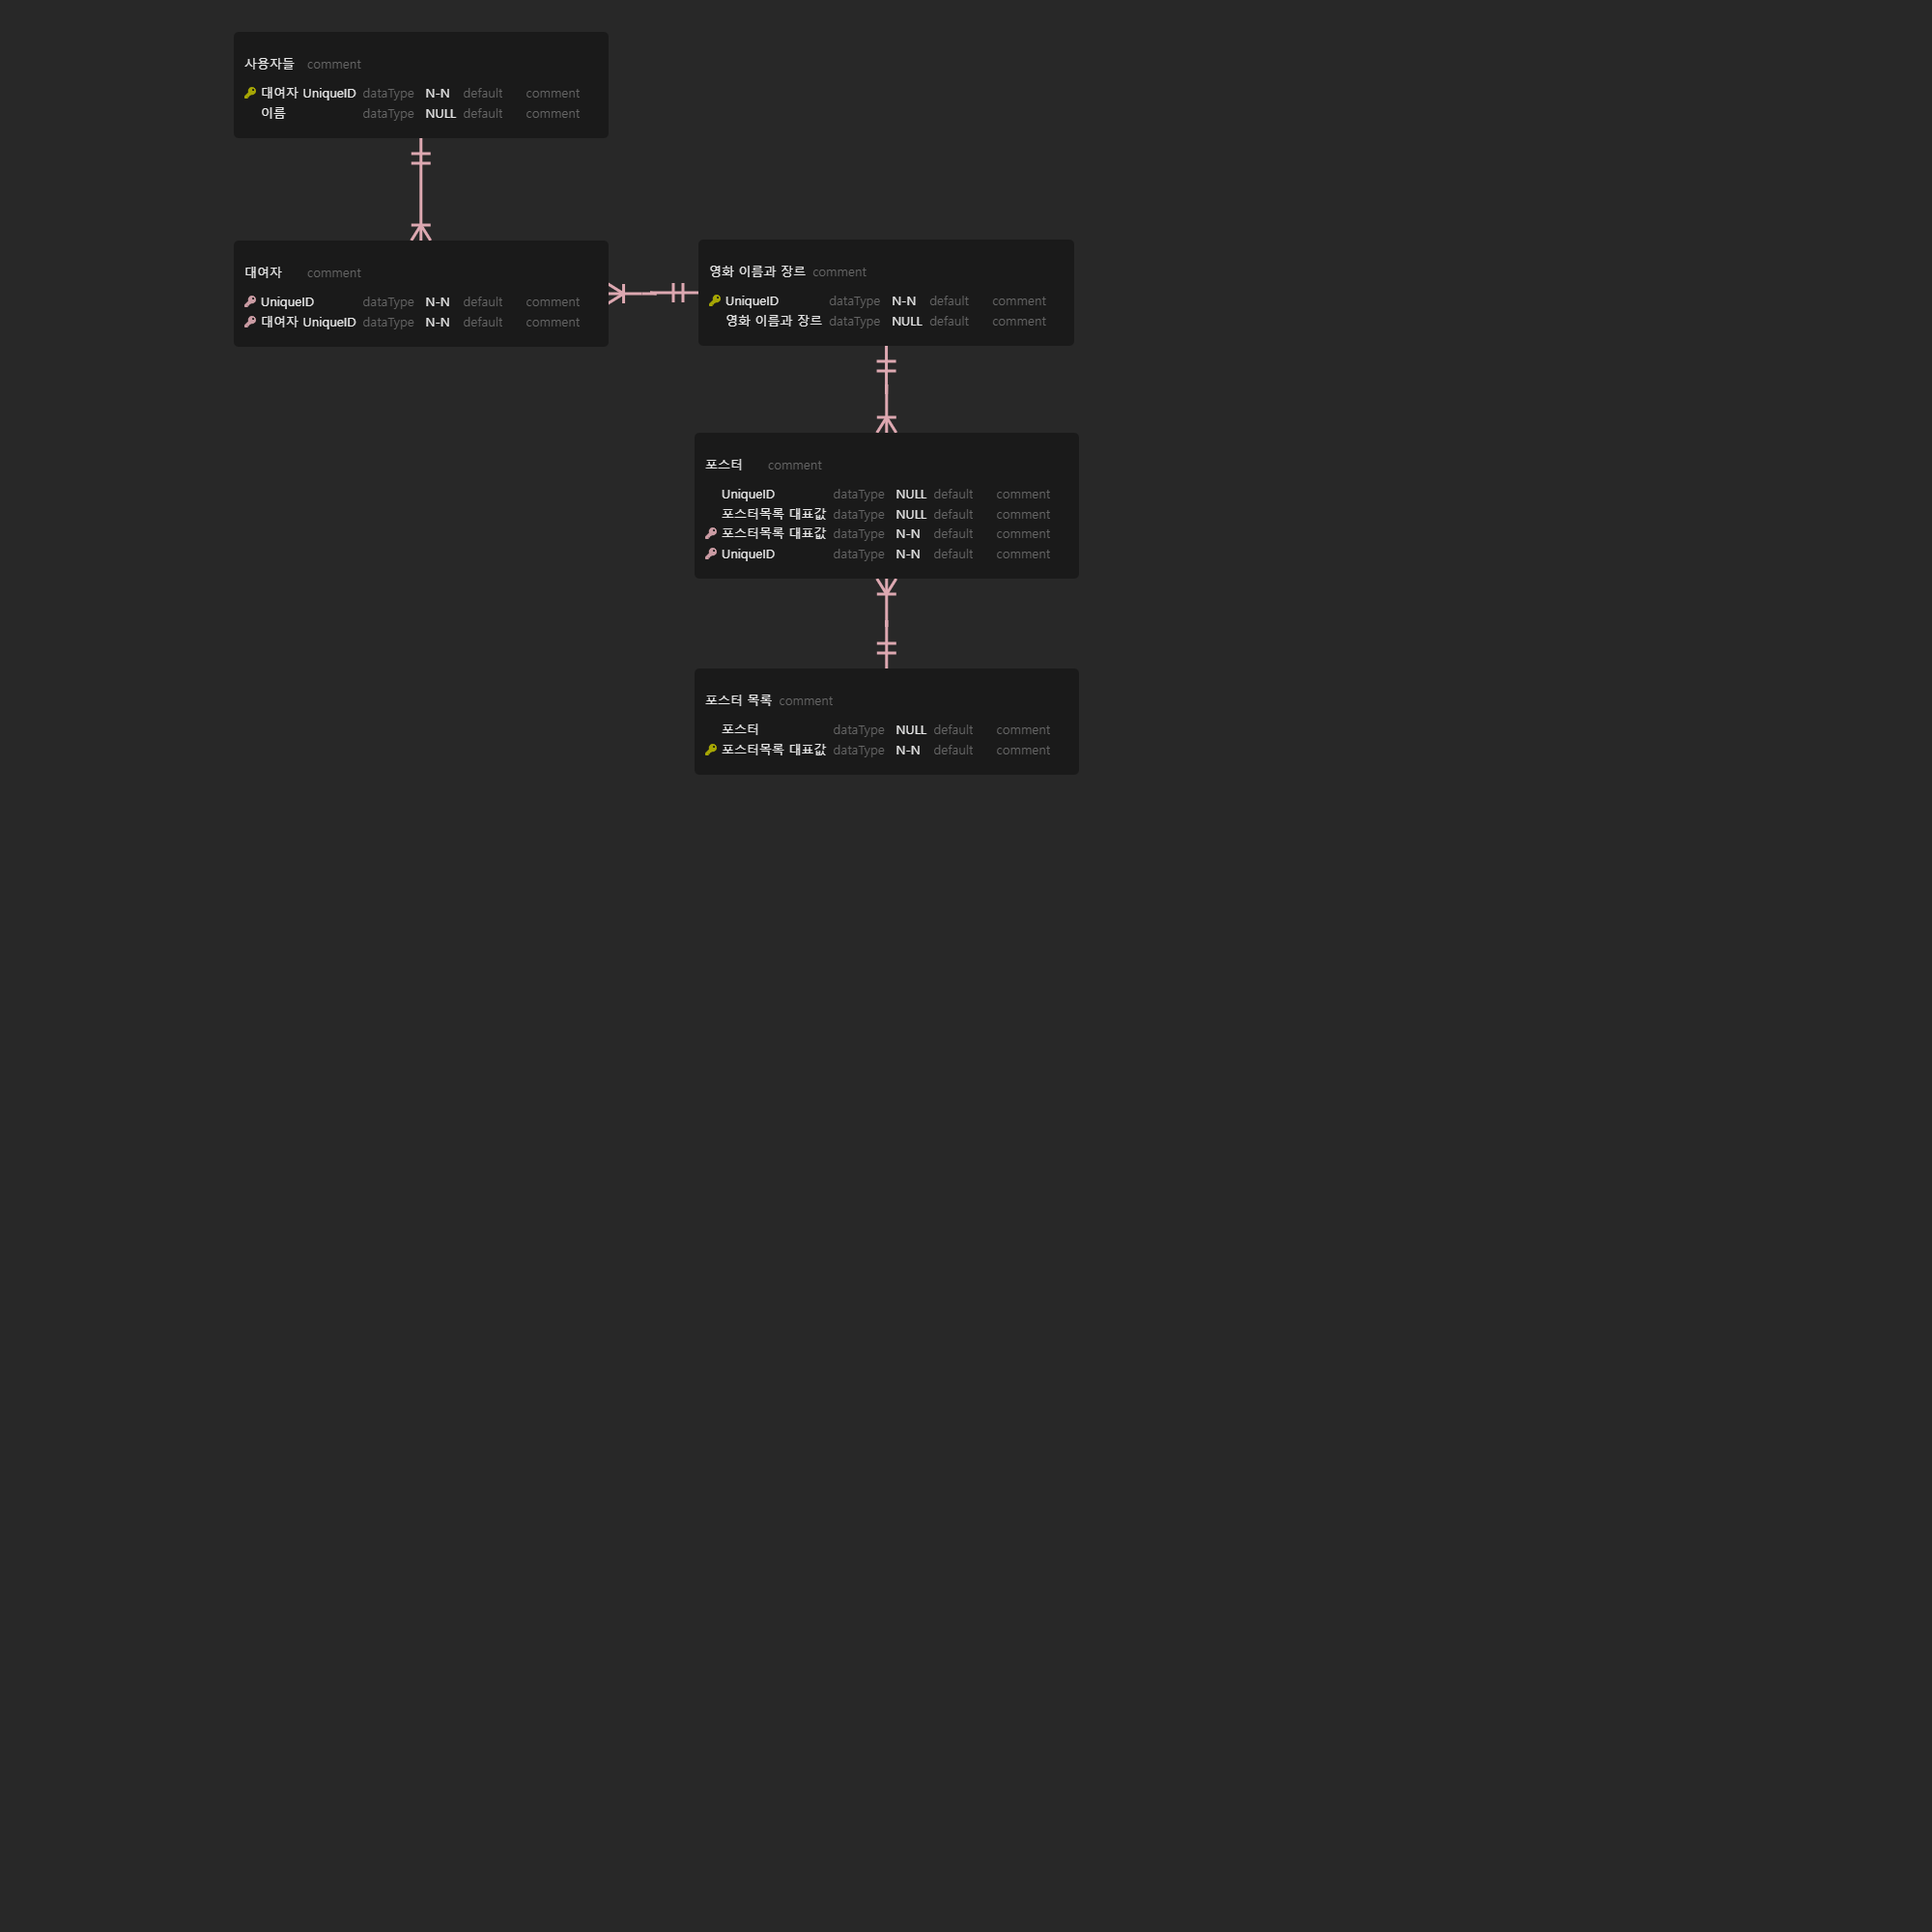 사용자들 comment
대여자 UniqueID dataType N-N default comment
이름 dataType NULL default comment
대여자 comment
UniqueID dataType N-N default comment
대여자 UniqueID dataType N-N default comment
영화 이름과 장르 comment
UniqueID dataType N-N default comment
영화 이름과 장르 dataType NULL default comment
포스터 comment
UniqueID dataType NULL default comment
포스터목록 대표값 dataType NULL default comment
포스터목록 대표값 dataType N-N default comment
UniqueID dataType N-N default comment
포스터 목록 comment
포스터 dataType NULL default comment
포스터목록 대표값 dataType N-N default comment